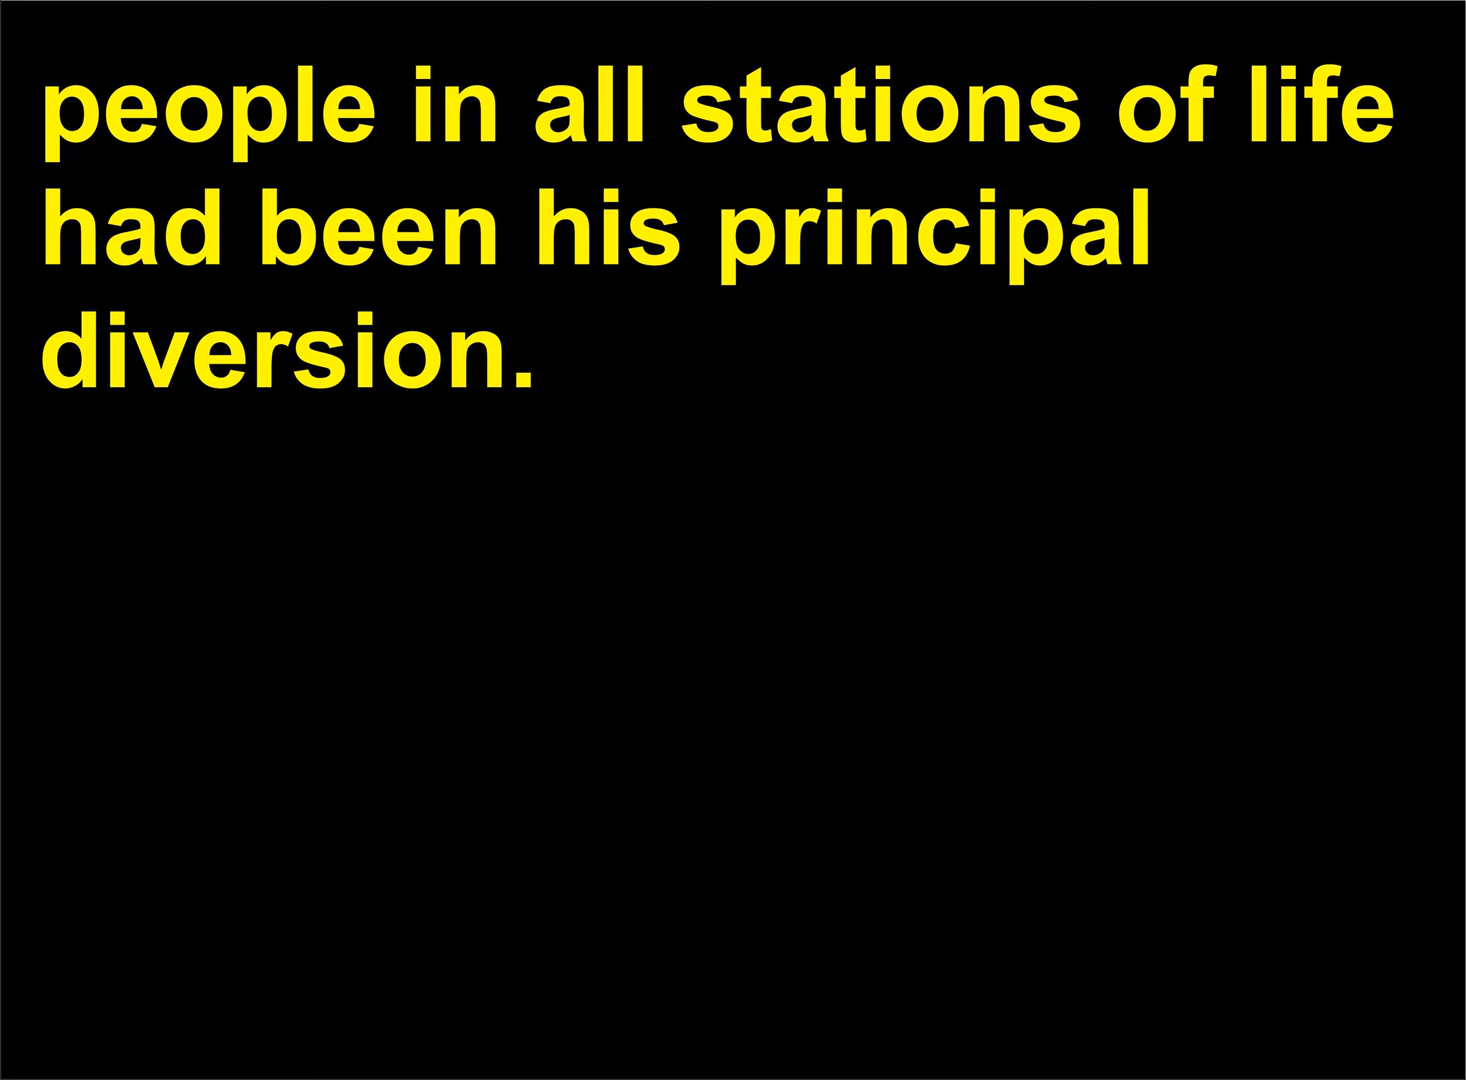 people in all stations of life
had been his principal
diversion.